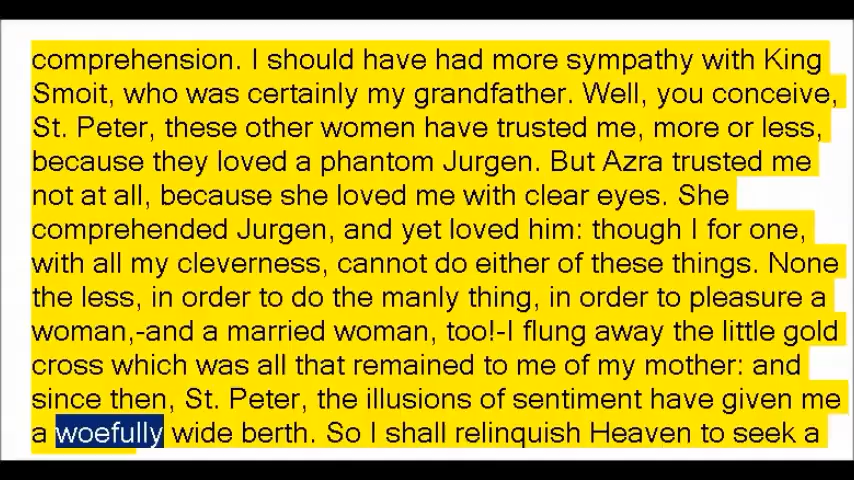 comprehension. I should have had more sympathy with King
Smoit, who was certainly my grandfather. Well, you conceive,
St. Peter, these other women have trusted me, more or less,
because they loved a phantom Jurgen. But Azra trusted me
not at all, because she loved me with clear eyes. She
comprehended Jurgen, and yet loved him: though I for one,
with all my cleverness, cannot do either of these things. None
the less, in order to do the manly thing, in order to pleasure a
woman,-and a married woman, too!-I flung away the little gold
cross which was all that remained to me of my mother: and
since then, St. Peter, the illusions of sentiment have given me
a woefully wide berth. So I shall relinquish Heaven to seek a